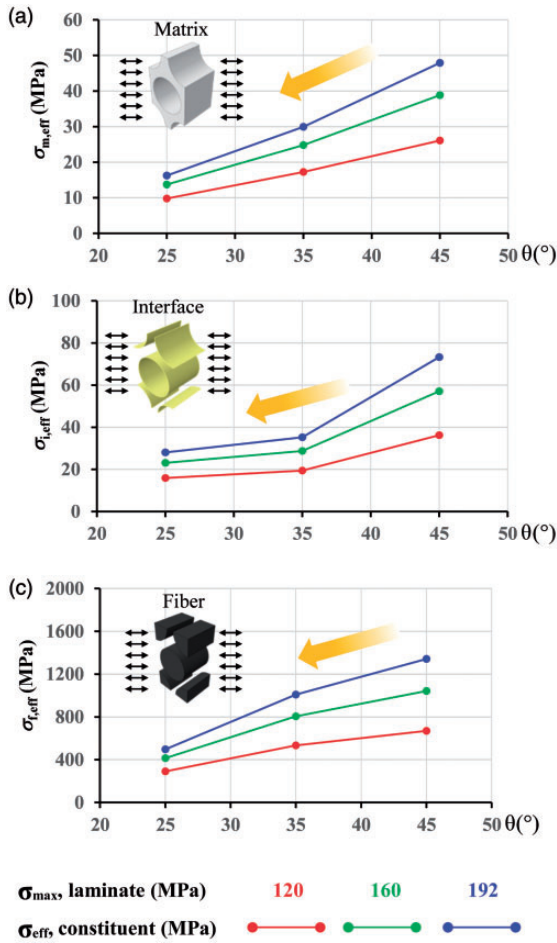 (a)
Matrix
σm,eff (MPa)
60
50
40
30
20
10
0
20 25 30 35 40 45 50 θ(°)
(b)
Interface
σi,eff (MPa)
100
80
60
40
20
0
20 25 30 35 40 45 50 θ(°)
(c)
Fiber
σf,eff (MPa)
2000
1600
1200
800
400
0
20 25 30 35 40 45 50 θ(°)
σmax, laminate (MPa) 120 160 192
σeff, constituent (MPa)